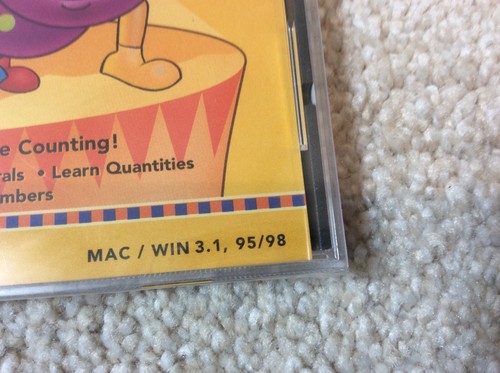 e Counting!
rals • Learn Quantities
mbers
MAC / WIN 3.1, 95/98